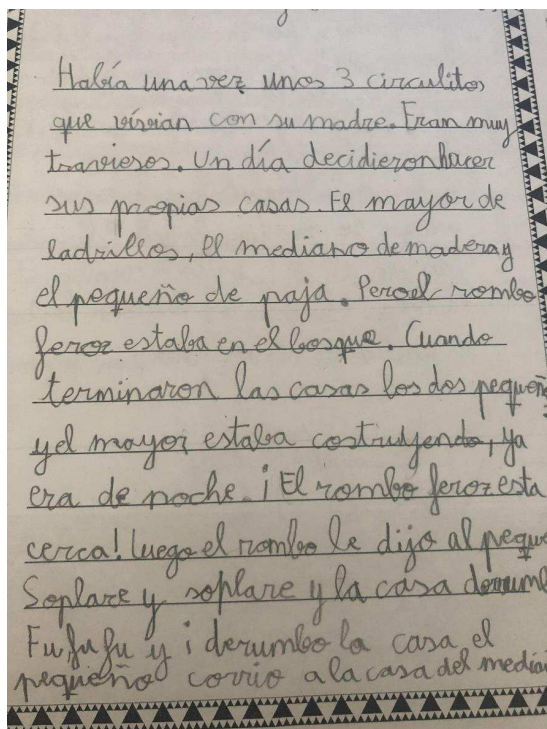 Había una vez unos 3 circulitos
que vivian con su madre. Eran muy
traviesos. Un día decidieron hacer
sus propias casas. El mayor de
ladrillos, el mediano de madera y
el pequeño de paja. Pero el rombo
feroz estaba en el bosque. Cuando
terminaron las casas los dos pequeñ
y el mayor estaba costruyendo, ya
era de noche. ¡El rombo feroz esta
cerca! luego el rombo le dijo al peque
Soplare y soplare y la casa derrumb
Fu fu fu y ¡ derumbo la casa el
pequeño corrio a la casa del media